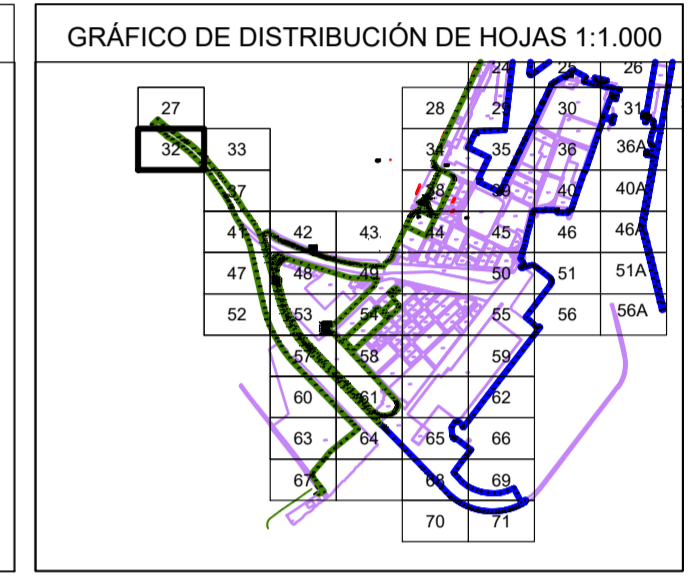 GRÁFICO DE DISTRIBUCIÓN DE HOJAS 1:1.000
24 25 26
27 28 29 30 31
32 33 34 35 36 36A
37 38 39 40 40A
41 42 43 44 45 46 46A
47 48 49 50 51 51A
52 53 54 55 56 56A
57 58 59
60 61 62
63 64 65 66
67 68 69
70 71